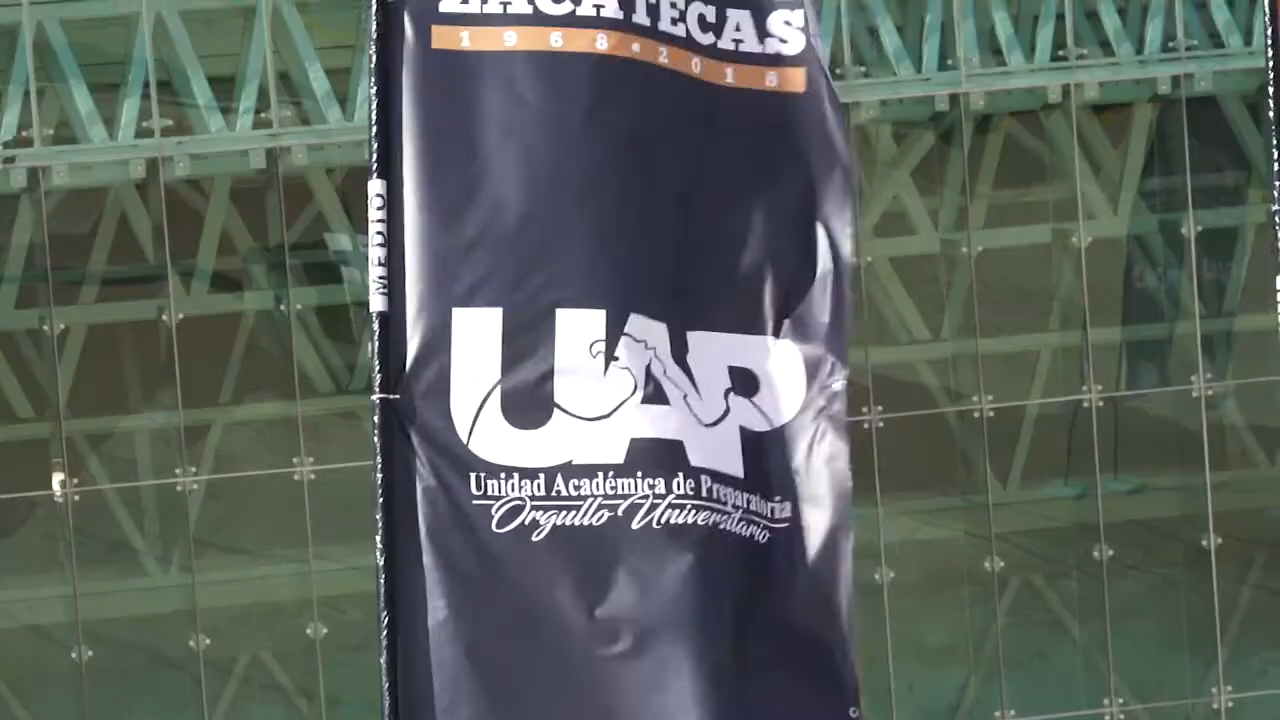 ZACATECAS
1968•2018
MEDIO
UAP
Unidad Académica de Preparatoria
Orgullo Universitario